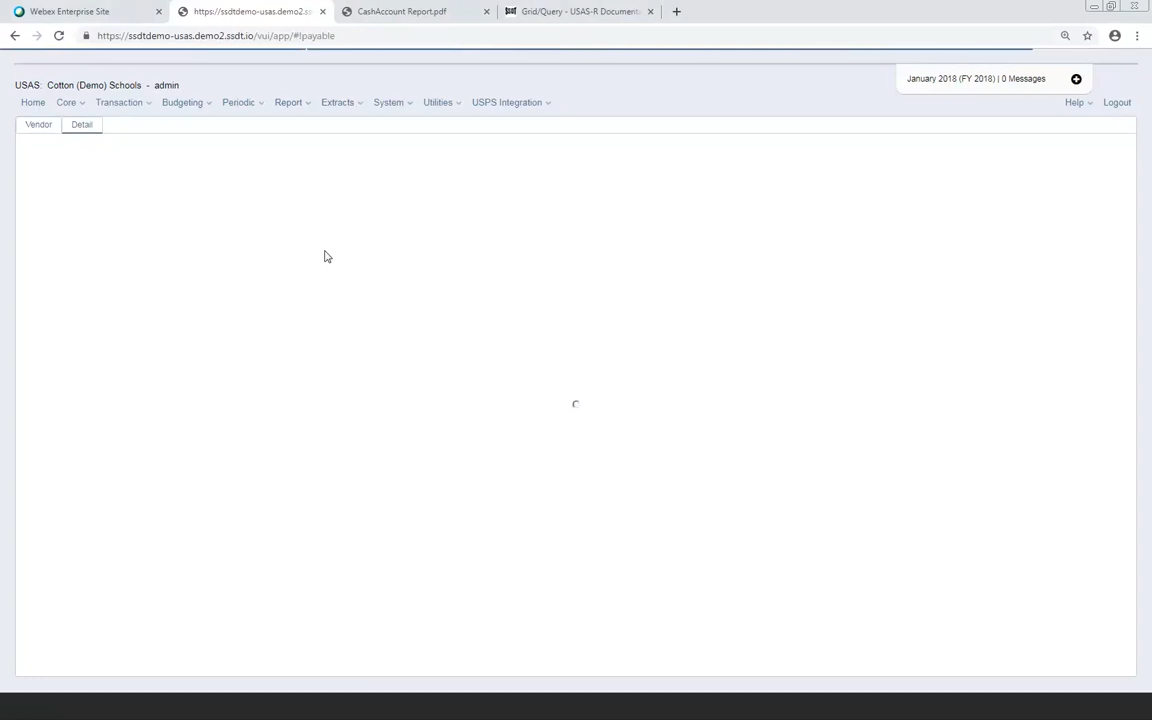 Webex Enterprise Site
https://ssdtdemo-usas.demo2.ss
CashAccount Report.pdf
Grid/Query - USAS-R Document
https://ssdtdemo-usas.demo2.ssdt.io/vui/app/#!payable
USAS: Cotton (Demo) Schools - admin
January 2018 (FY 2018) | 0 Messages
Home Core Transaction Budgeting Periodic Report Extracts System Utilities USPS Integration Help Logout
Vendor Detail